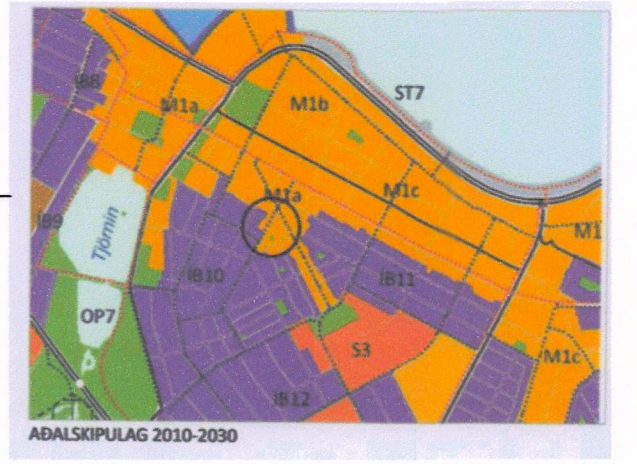 ÍB8
M1a
M1b
ST7
M1a
M1c
ÍB9
Tjörnin
M1
ÍB10
ÍB11
OP7
S3
M1c
ÍB12
AÐALSKIPULAG 2010-2030